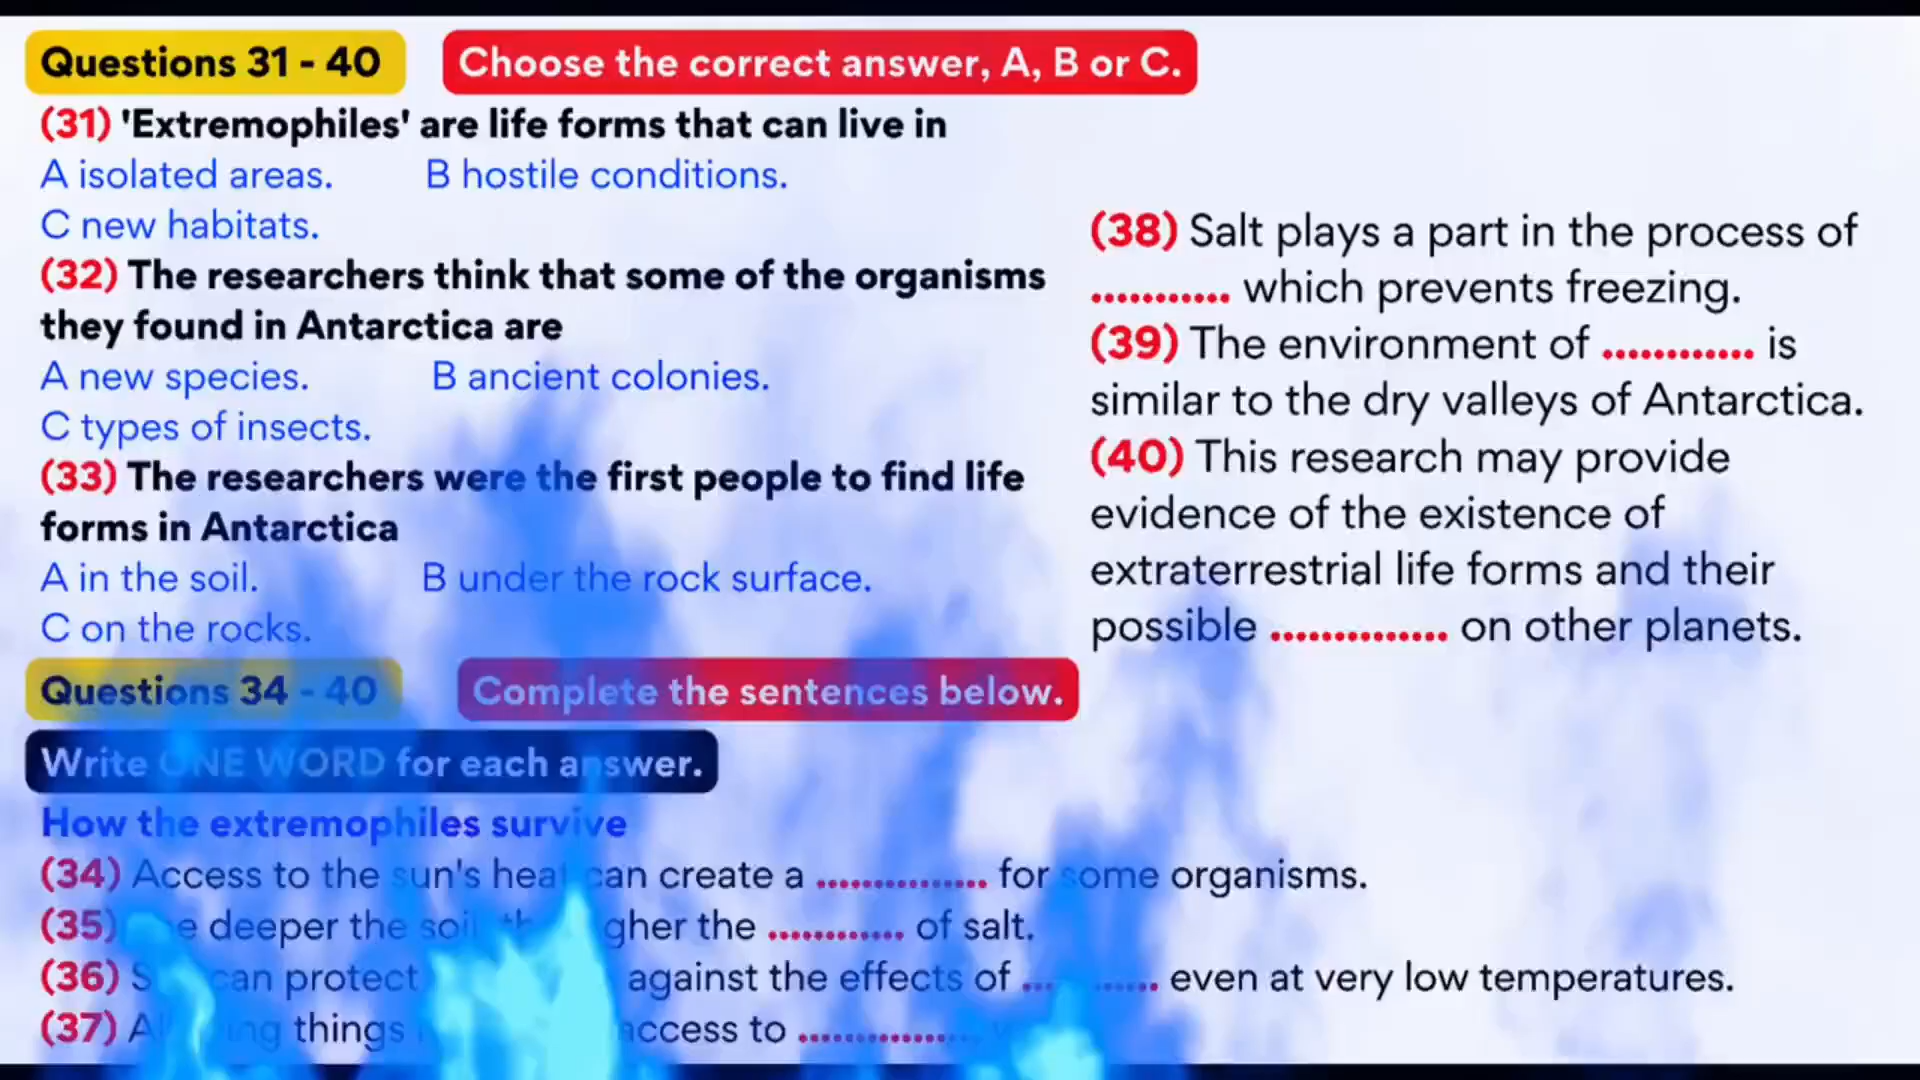 Questions 31 - 40
Choose the correct answer, A, B or C.
(31) 'Extremophiles' are life forms that can live in
A isolated areas. B hostile conditions.
C new habitats.
(32) The researchers think that some of the organisms
they found in Antarctica are
A new species. B ancient colonies.
C types of insects.
(33) The researchers were the first people to find life
forms in Antarctica
A in the soil. B under the rock surface.
C on the rocks.
Questions 34 - 40
Complete the sentences below.
Write ONE WORD for each answer.
How the extremophiles survive
(34) Access to the sun's heat can create a .............. for some organisms.
(35) deeper the soil, the the ........... of salt.
(36) can protect against the effects of ........... even at very low temperatures.
(37) things access to ..............
(38) Salt plays a part in the process of
........... which prevents freezing.
(39) The environment of ............ is
similar to the dry valleys of Antarctica.
(40) This research may provide
evidence of the existence of
extraterrestrial life forms and their
possible .............. on other planets.